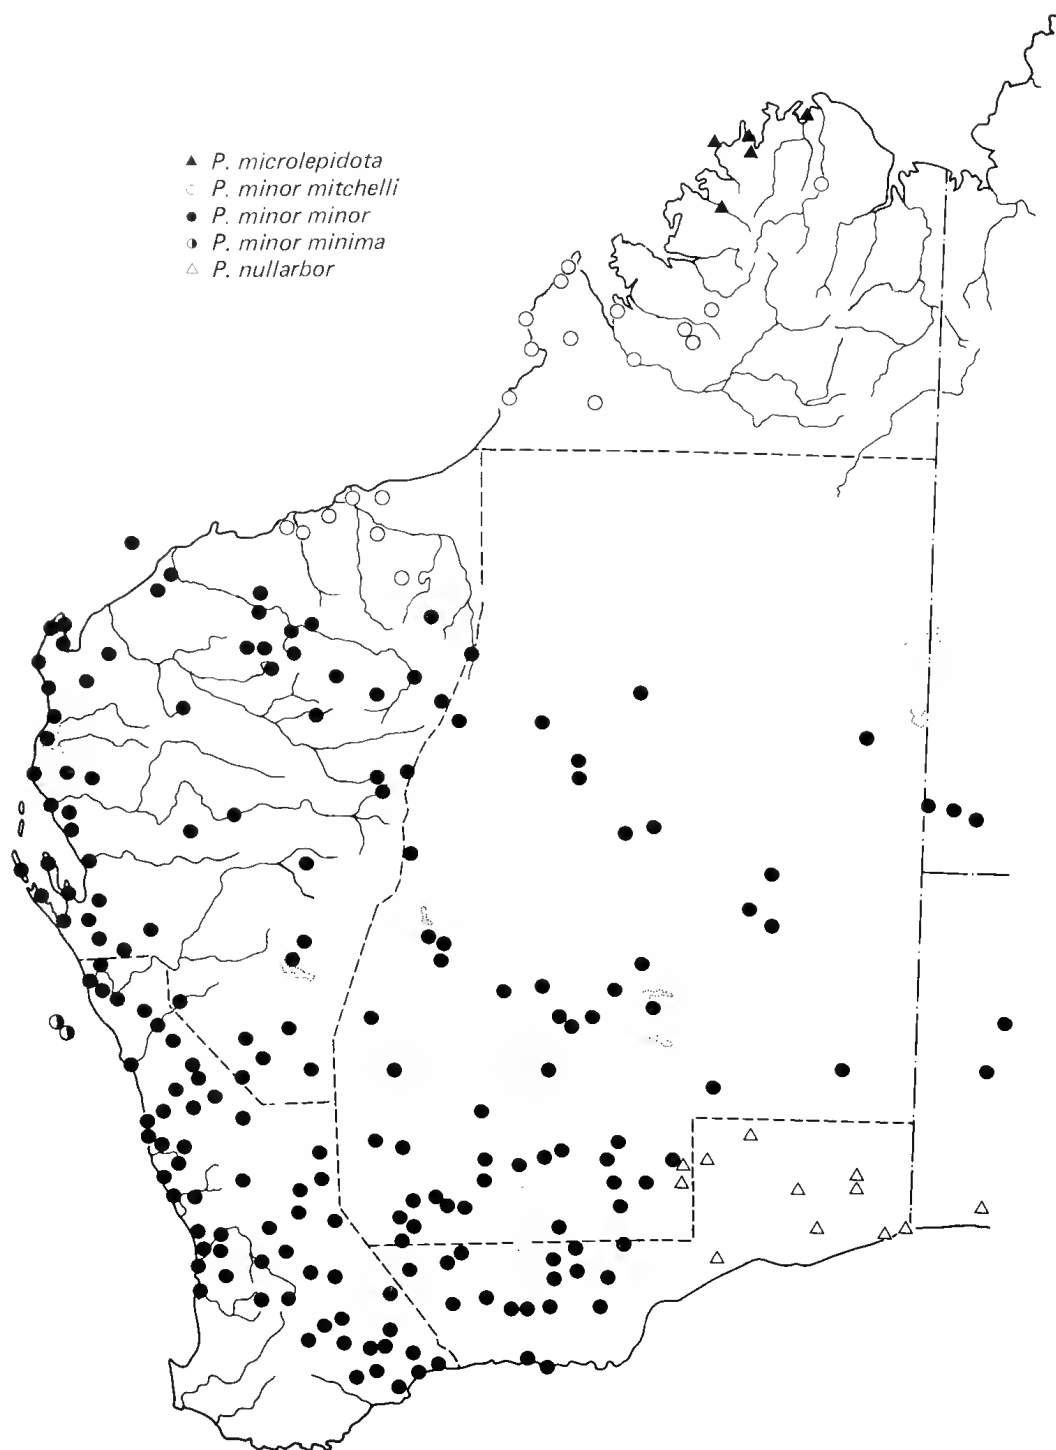 ▲ P. microlepidota
○ P. minor mitchelli
● P. minor minor
◑ P. minor minima
△ P. nullarbor